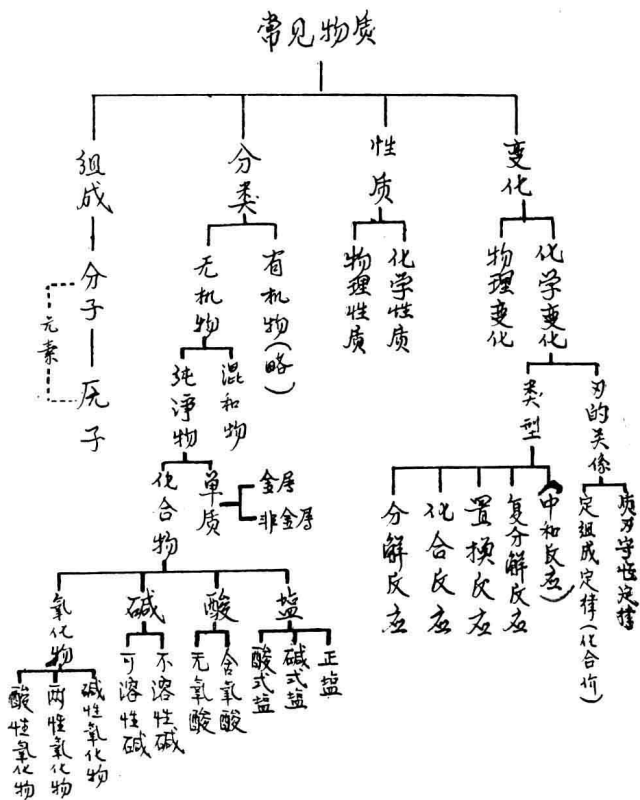 常见物质
组成
分类
性质
变化
分子
元素
原子
无机物
有机物(略)
物理性质
化学性质
物理变化
化学变化
纯净物
混和物
类型
化合物
单质
金属
非金属
分解反应
化合反应
置换反应
复分解反应
(中和反应)
定组成定律(化合价)
氧化物
碱
酸
盐
酸性氧化物
两性氧化物
碱性氧化物
可溶性碱
不溶性碱
无氧酸
含氧酸
酸式盐
碱式盐
正盐